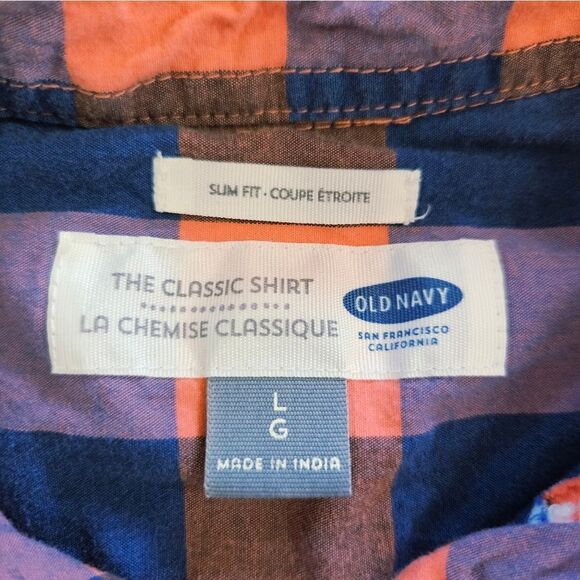 SLIM FIT · COUPE ÉTROITE
THE CLASSIC SHIRT
LA CHEMISE CLASSIQUE
OLD NAVY
SAN FRANCISCO
CALIFORNIA
L
G
MADE IN INDIA